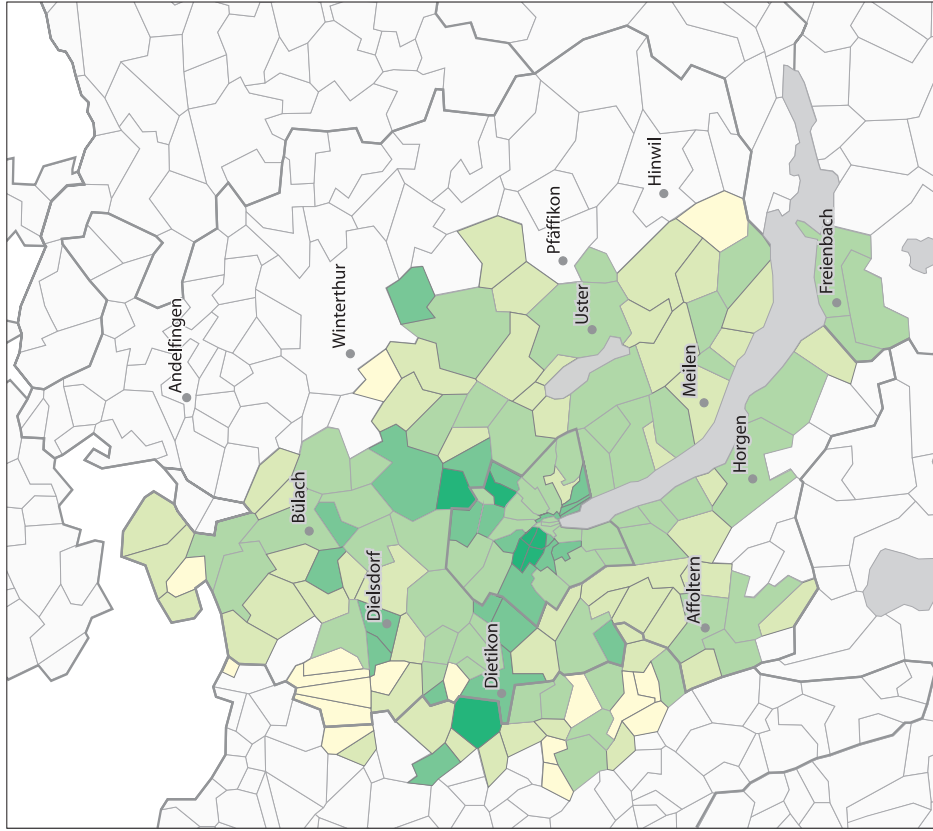 Andelfingen
Winterthur
Bülach
Dielsdorf
Dietikon
Pfäffikon
Hinwil
Uster
Meilen
Horgen
Freienbach
Affoltern